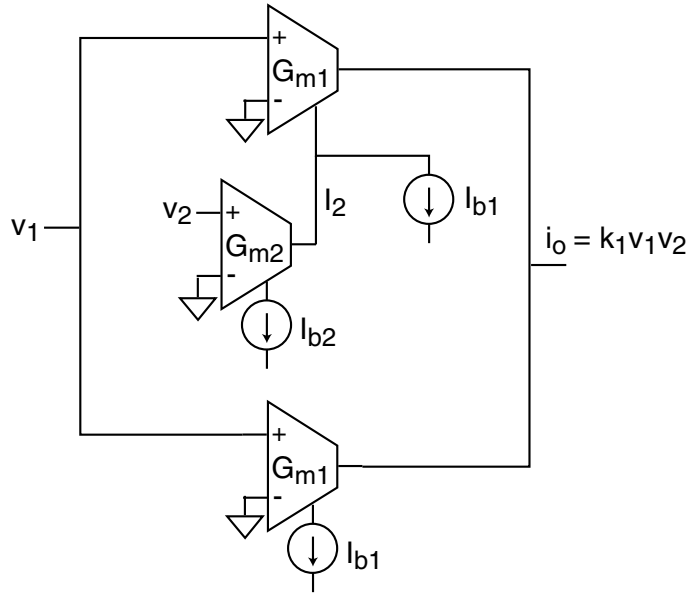 +
Gm1
-
I2
Ib1
v2
+
Gm2
-
v1
io = k1v1v2
Ib2
+
Gm1
-
Ib1